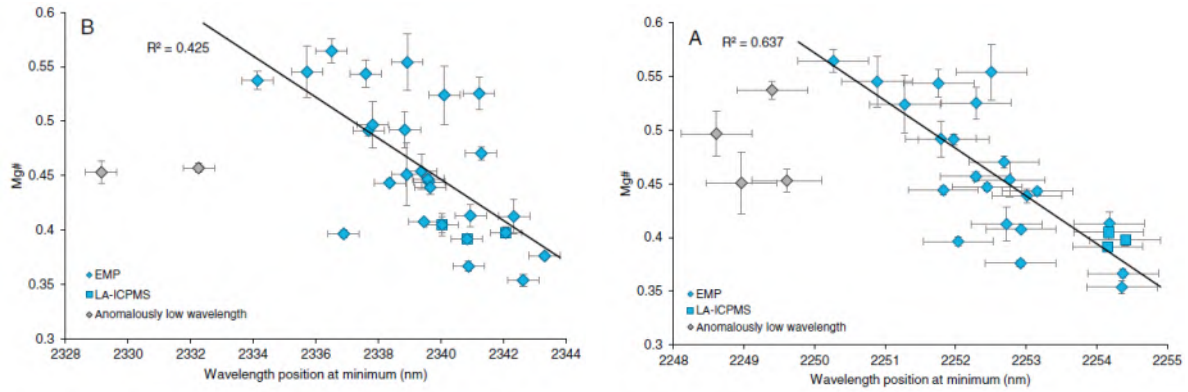 0.6
B
R² = 0.425
0.55
0.5
Mg#
0.45
0.4
0.35
EMP
LA-ICPMS
Anomalously low wavelength
0.3
2328 2330 2332 2334 2336 2338 2340 2342 2344
Wavelength position at minimum (nm)
0.6
A
R² = 0.637
0.55
0.5
Mg#
0.45
0.4
0.35
EMP
LA-ICPMS
Anomalously low wavelength
0.3
2248 2249 2250 2251 2252 2253 2254 2255
Wavelength position at minimum (nm)